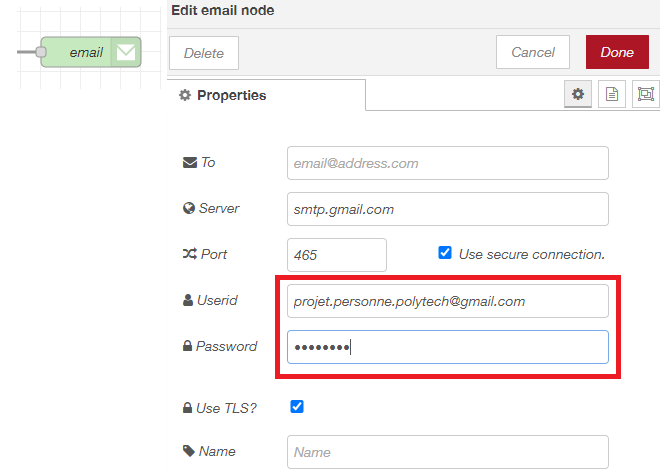 Edit email node
email
Delete
Cancel
Done
Properties
To
email@address.com
Server
smtp.gmail.com
Port
465
Use secure connection.
Userid
projet.personne.polytech@gmail.com
Password
••••••••
Use TLS?
Name
Name